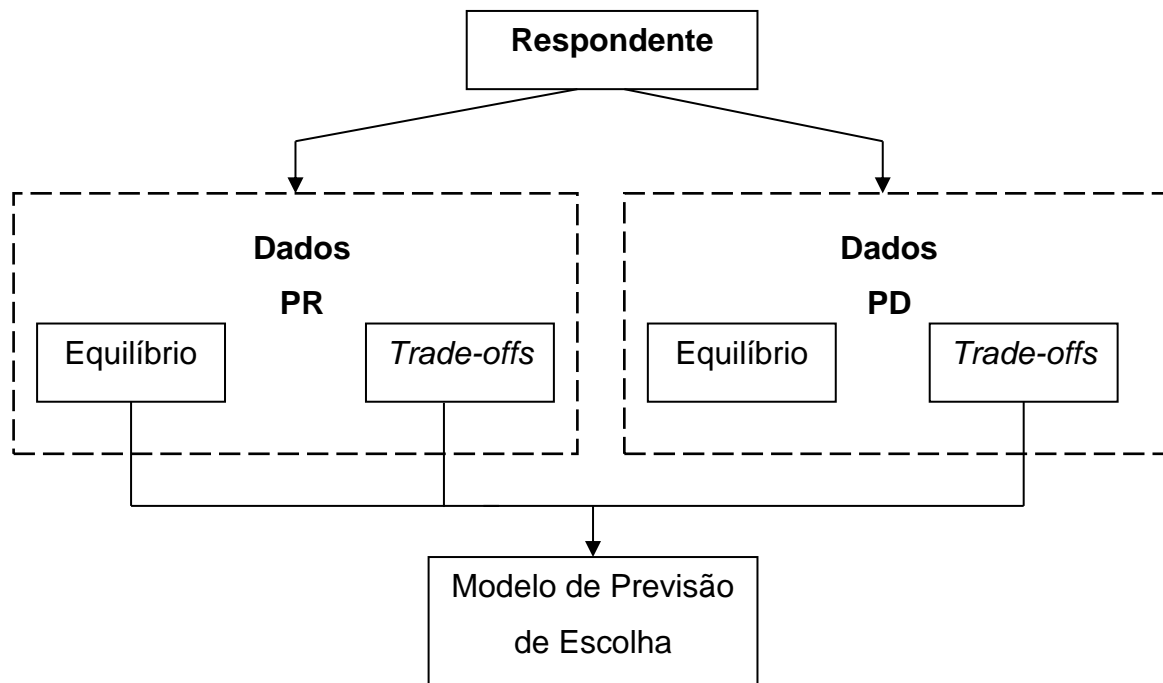 Respondente
Dados
PR
Equilíbrio
Trade-offs
Dados
PD
Equilíbrio
Trade-offs
Modelo de Previsão
de Escolha